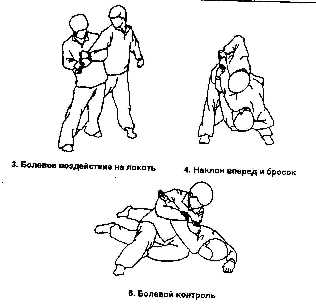 3. Болевое воздействие на локоть
4. Наклон вперед и бросок
5. Болевой контроль